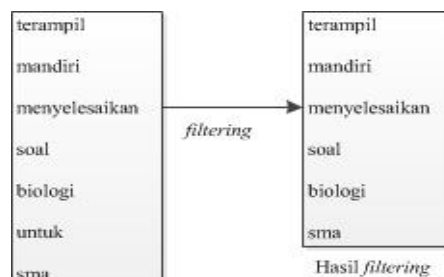 terampil
mandiri
menyelesaikan
soal
biologi
untuk
sma
filtering
terampil
mandiri
menyelesaikan
soal
biologi
sma
Hasil filtering